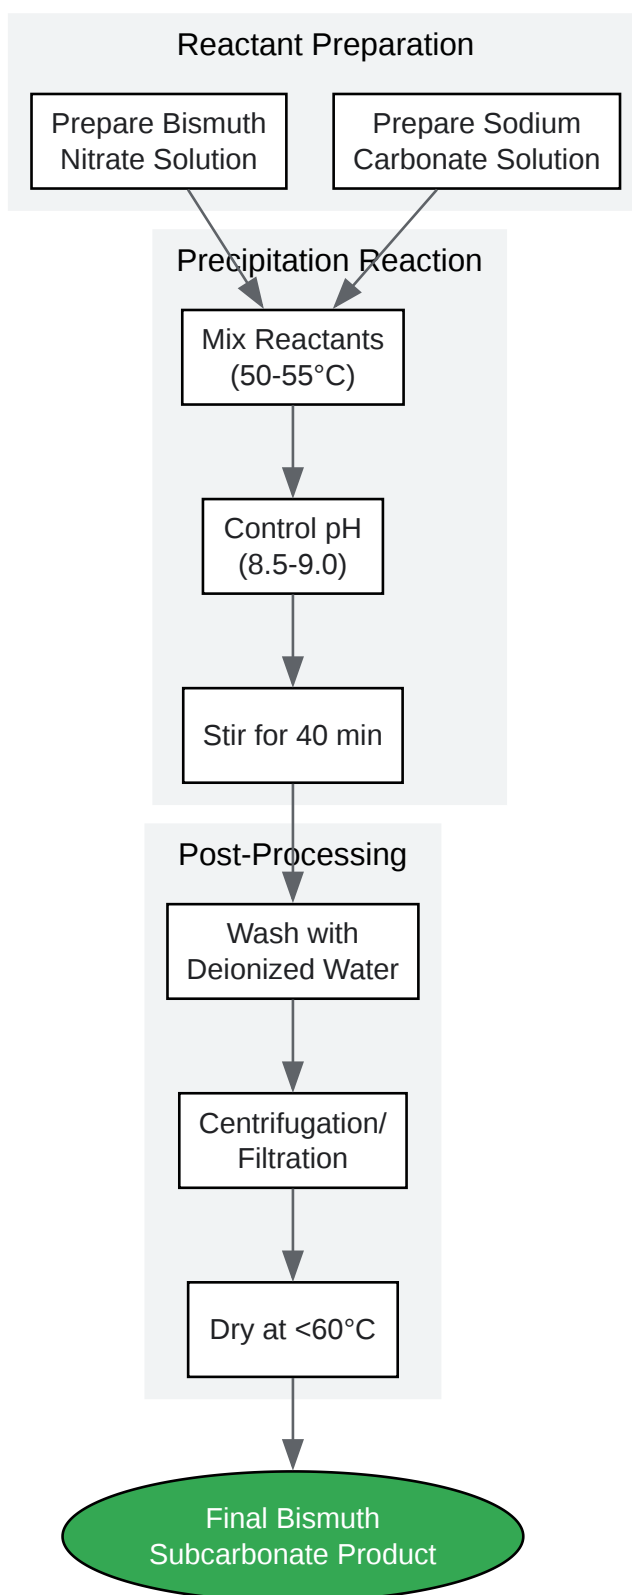 Reactant Preparation
Prepare Bismuth
Nitrate Solution
Prepare Sodium
Carbonate Solution
Precipitation Reaction
Mix Reactants
(50-55°C)
Control pH
(8.5-9.0)
Stir for 40 min
Post-Processing
Wash with
Deionized Water
Centrifugation/
Filtration
Dry at <60°C
Final Bismuth
Subcarbonate Product